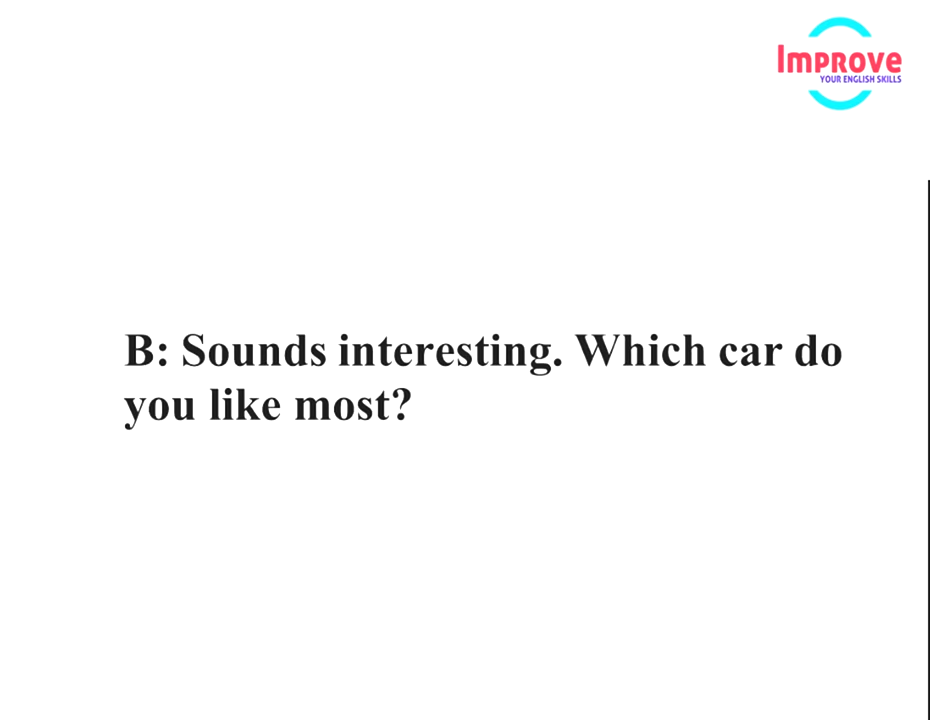 Improve
YOUR ENGLISH SKILLS
B: Sounds interesting. Which car do
you like most?